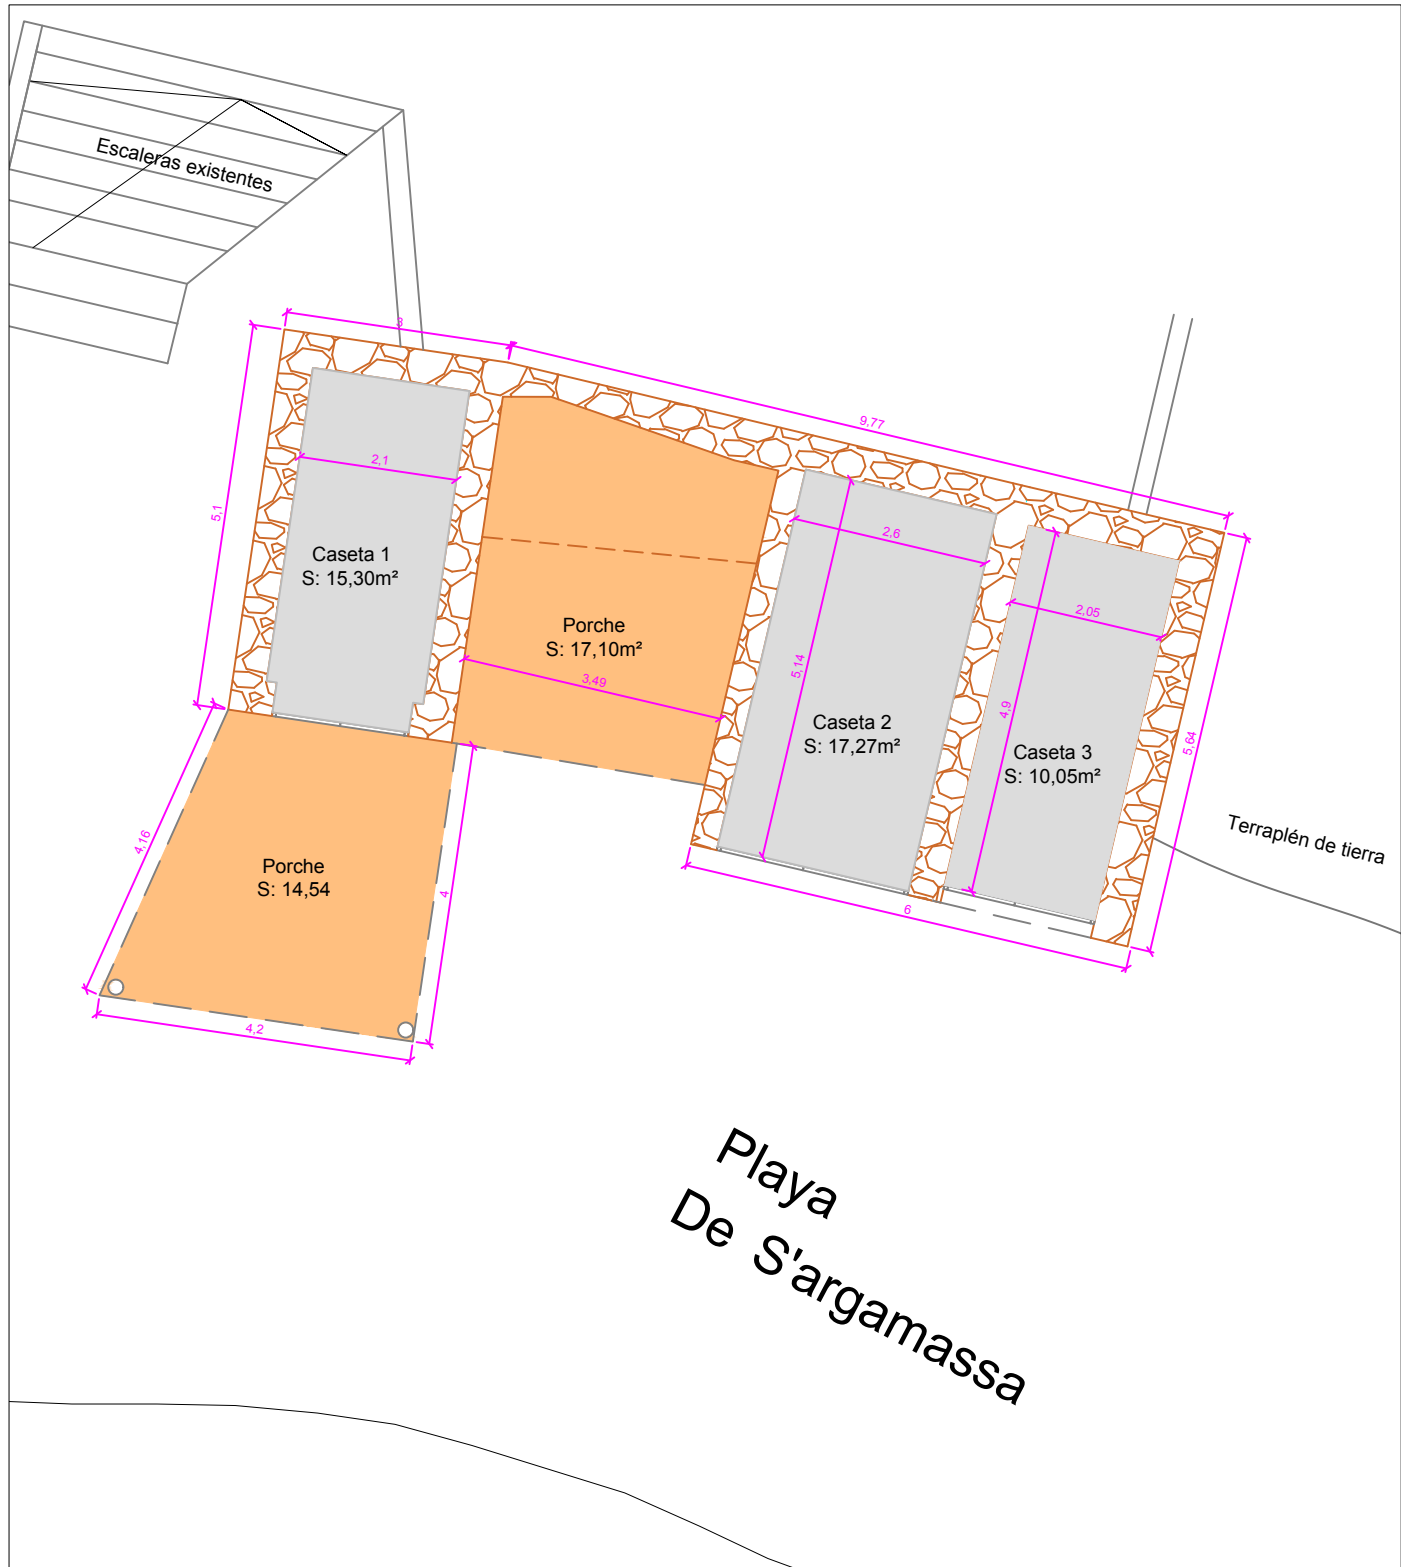 Escaleras existentes
3
9,77
5,1
2,1
Caseta 1
S: 15,30m²
2,6
2,05
Porche
S: 17,10m²
3,49
5,14
4,9
Caseta 2
S: 17,27m²
Caseta 3
S: 10,05m²
5,64
4,16
Porche
S: 14,54
4
6
4,2
Terraplén de tierra
Playa
De S'argamassa